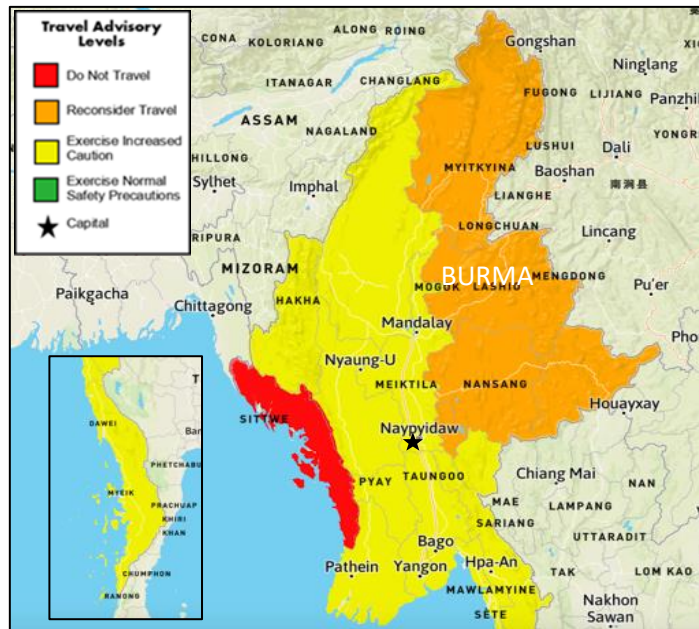 Travel Advisory
Levels
Do Not Travel
Reconsider Travel
Exercise Increased
Caution
Exercise Normal
Safety Precautions
Capital
ALONG
ROING
CONA
KOLORIANG
Gongshan
Ninglang
ITANAGAR
CHANGLANG
FUGONG
LIJIANG
Panzhi
ASSAM
NAGALAND
YONGR
LUSHUI
Dali
HILLONG
MYITKYINA
Baoshan
南涧县
Sylhet
Imphal
LIANGHE
LONGCHUAN
Lincang
RIPURA
MIZORAM
BURMA
MENGDONG
Paikgacha
HAKHA
MOGOK
LASHIO
Pu'er
Chittagong
Mandalay
Pho
Nyaung-U
MEIKTILA
NANSANG
Houayxay
SITTWE
Naypyidaw
DAWEI
Ban
PHETCHABU
Chiang Mai
NAN
PYAY
TAUNGOO
MAE
SARIANG
LAMPANG
MYEIK
PRACHUAP
KHIRI
KHAN
UTTARADIT
Bago
Pathein
Yangon
Hpa-An
TAK
LOM KAO
CHUMPHON
MAWLAMYINE
RANONG
SÈTE
Nakhon
Sawan